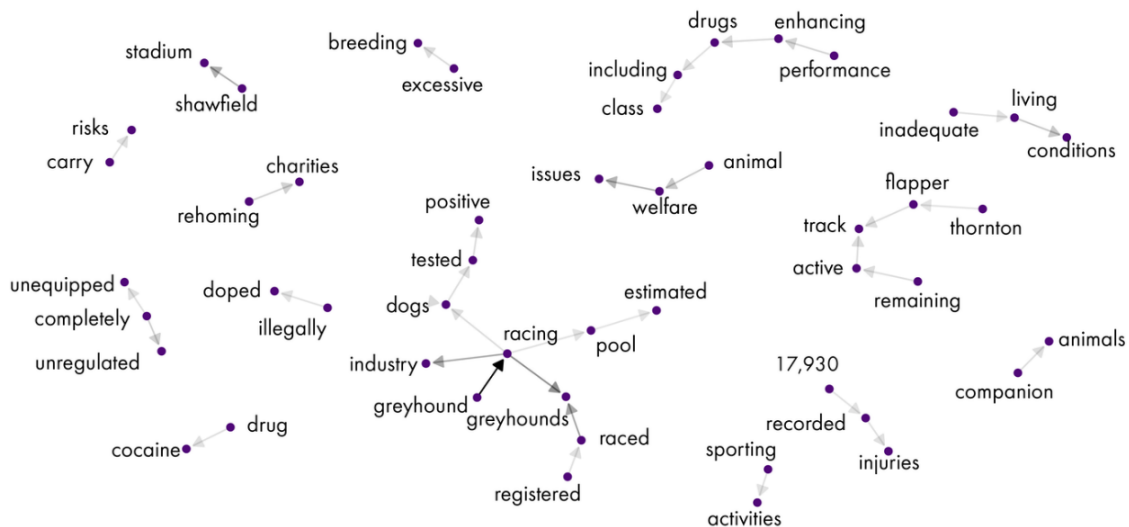 drugs
enhancing
stadium
breeding
including
performance
excessive
shawfield
class
living
risks
inadequate
carry
charities
conditions
issues
animal
rehoming
positive
welfare
flapper
track
thornton
tested
active
unequipped
doped
estimated
remaining
completely
dogs
illegally
racing
pool
unregulated
industry
animals
17,930
companion
greyhound
greyhounds
drug
recorded
raced
cocaine
sporting
injuries
registered
activities